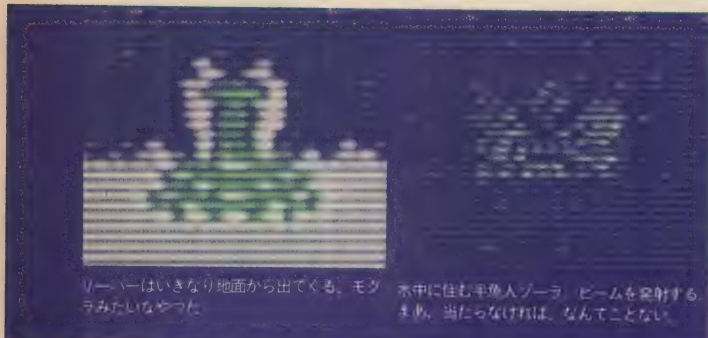 リーバーはいきなり地面から出てくる、モグ
ラみたいなやつだ
水中に住む半魚人ゾーラ ビームを発射する
まあ、当たらなければ、なんてことない。